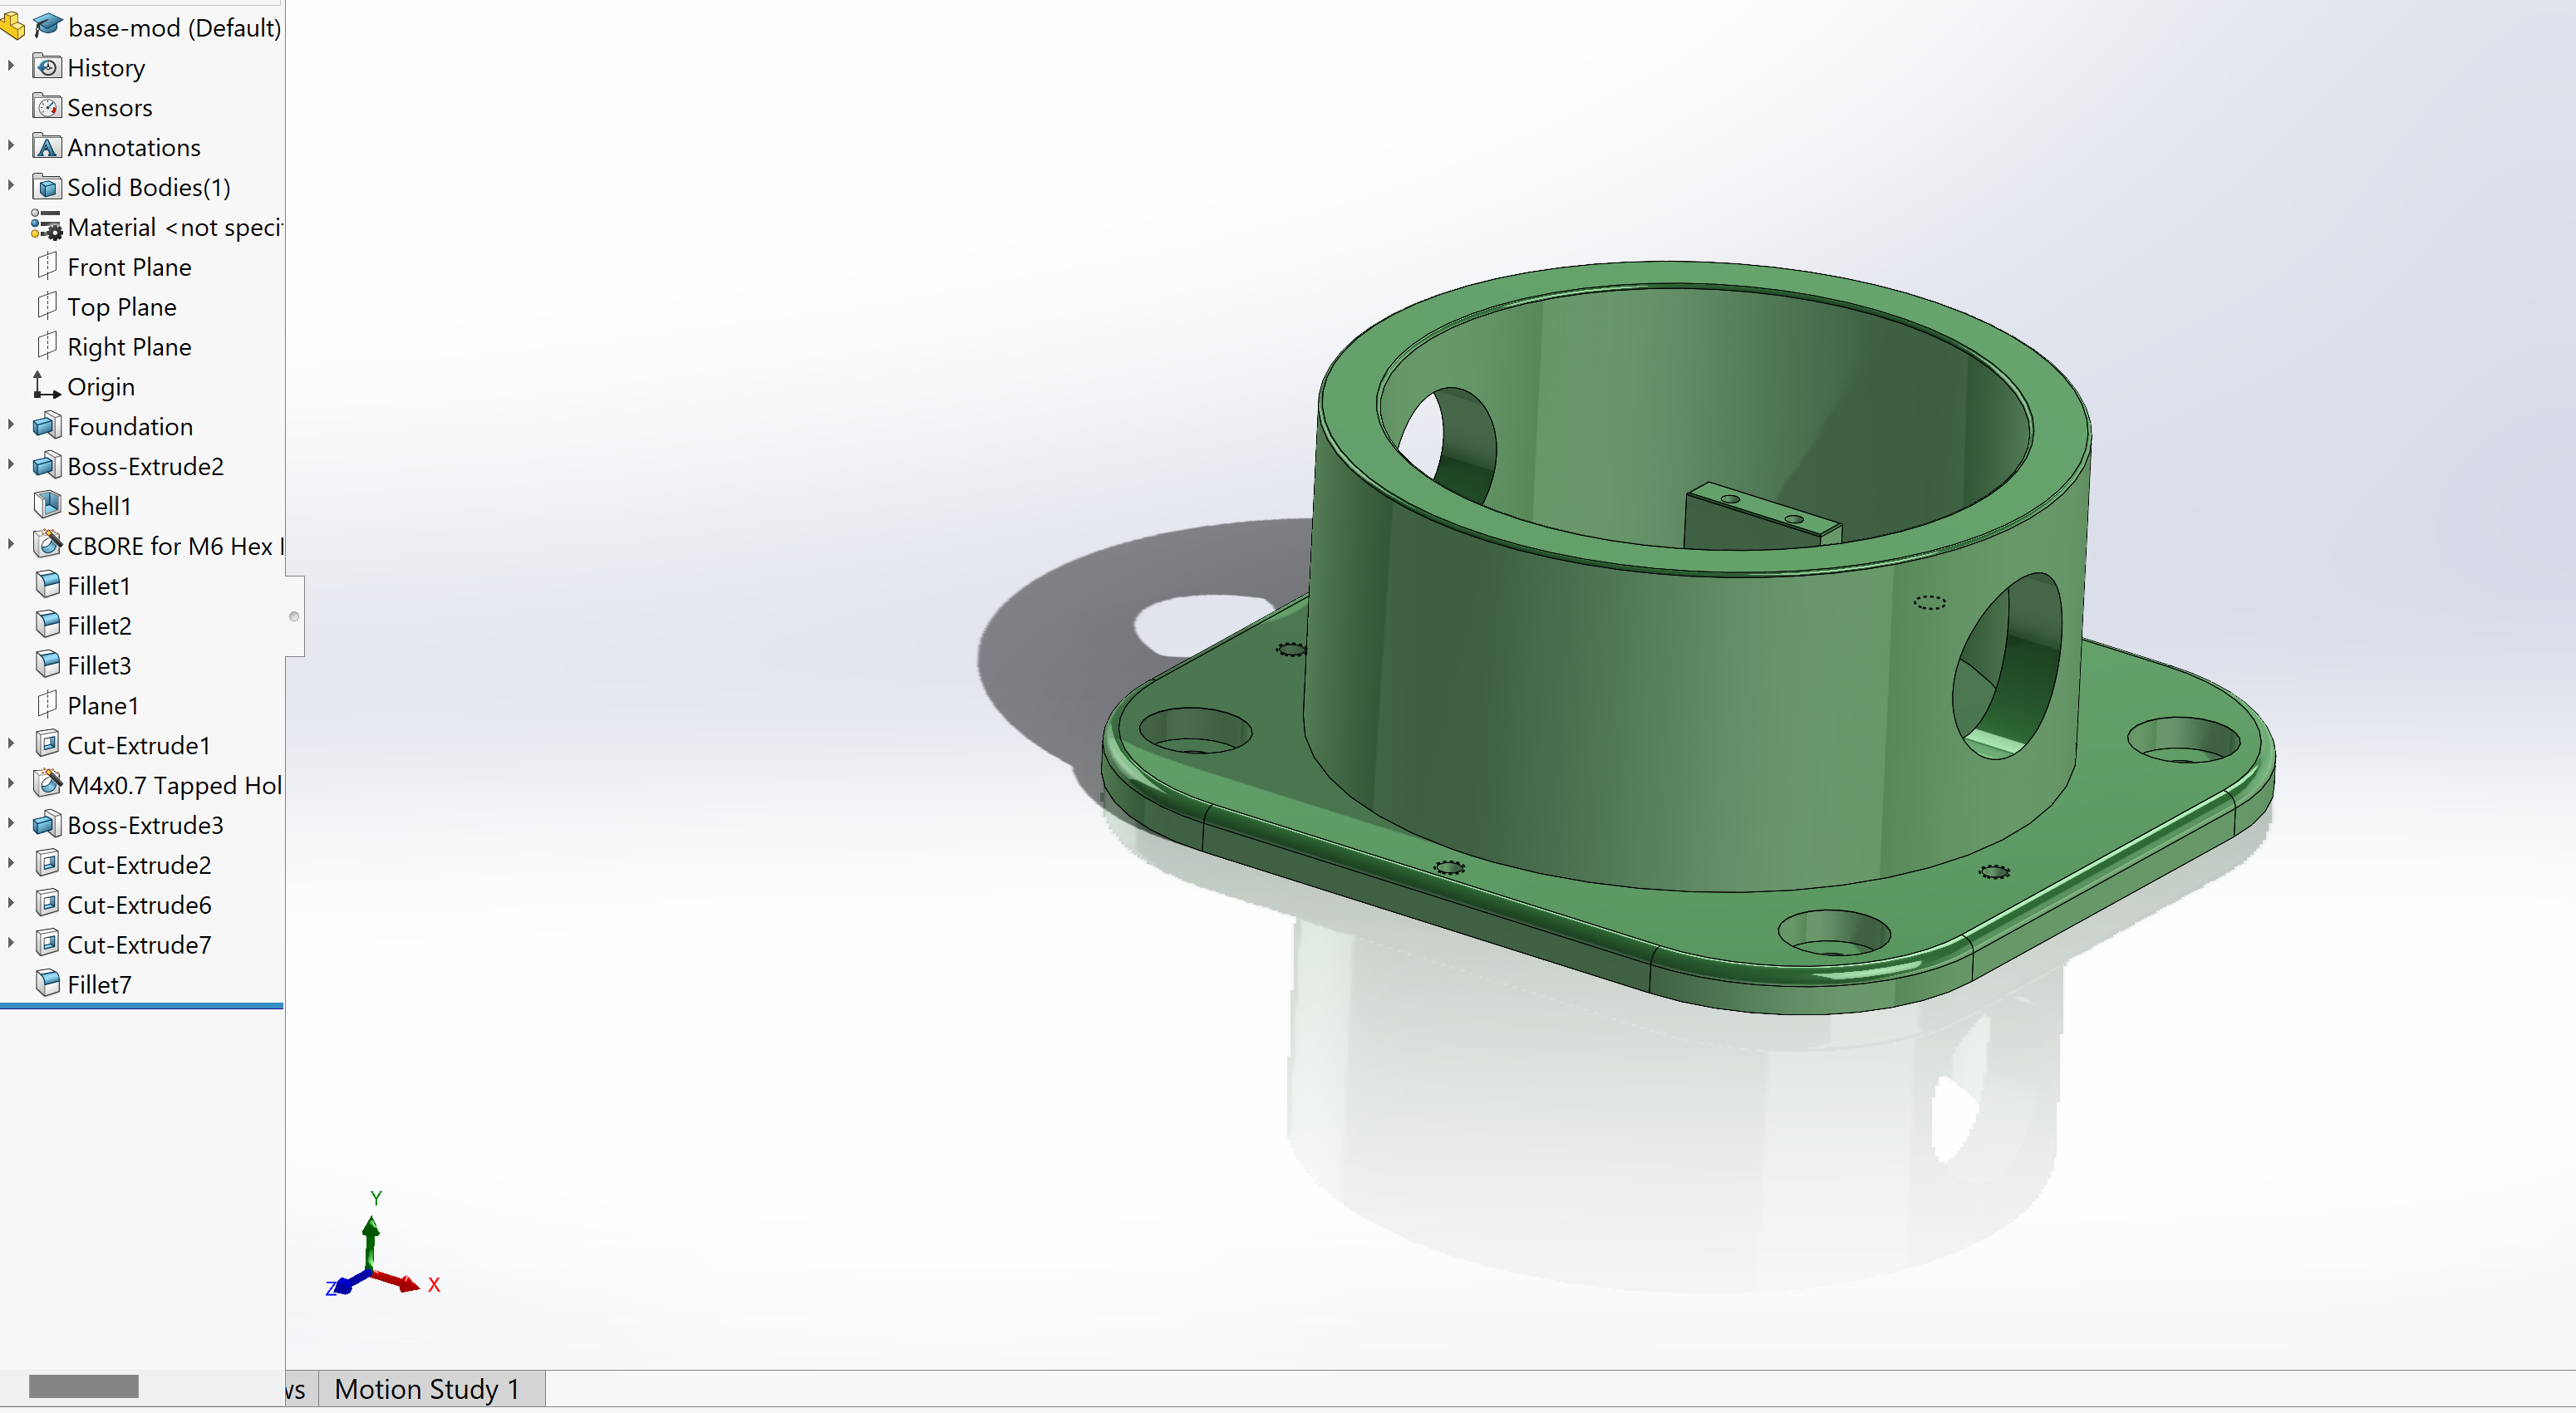 base-mod (Default)
History
Sensors
Annotations
Solid Bodies(1)
Material <not speci
Front Plane
Top Plane
Right Plane
Origin
Foundation
Boss-Extrude2
Shell1
CBORE for M6 Hex
Fillet1
Fillet2
Fillet3
Plane1
Cut-Extrude1
M4x0.7 Tapped Hol
Boss-Extrude3
Cut-Extrude2
Cut-Extrude6
Cut-Extrude7
Fillet7
Y
Z
X
Motion Study 1